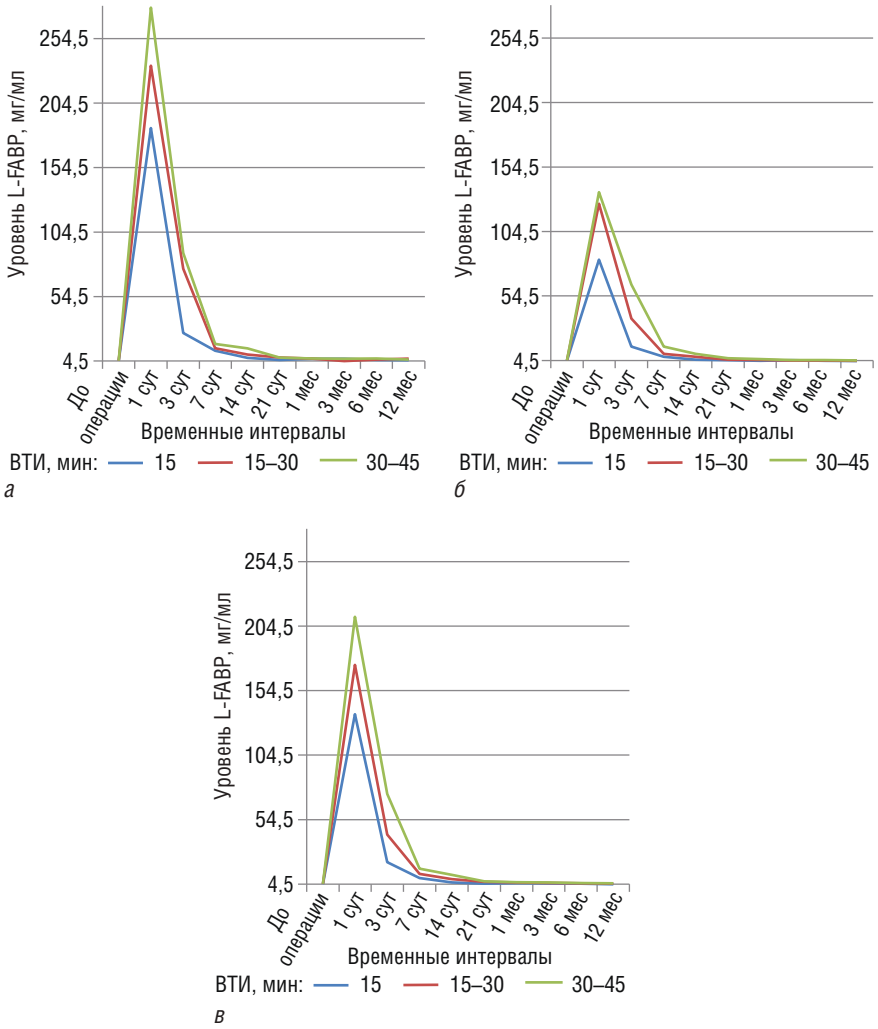 Уровень L-FABP, мг/мл
254,5
204,5
154,5
104,5
54,5
4,5
До операции
1 сут
3 сут
7 сут
14 сут
21 сут
1 мес
3 мес
6 мес
12 мес
Временные интервалы
ВТИ, мин: 15 15–30 30–45
а
Уровень L-FABP, мг/мл
254,5
204,5
154,5
104,5
54,5
4,5
До операции
1 сут
3 сут
7 сут
14 сут
21 сут
1 мес
3 мес
6 мес
12 мес
Временные интервалы
ВТИ, мин: 15 15–30 30–45
б
Уровень L-FABP, мг/мл
254,5
204,5
154,5
104,5
54,5
4,5
До операции
1 сут
3 сут
7 сут
14 сут
21 сут
1 мес
3 мес
6 мес
12 мес
Временные интервалы
ВТИ, мин: 15 15–30 30–45
в